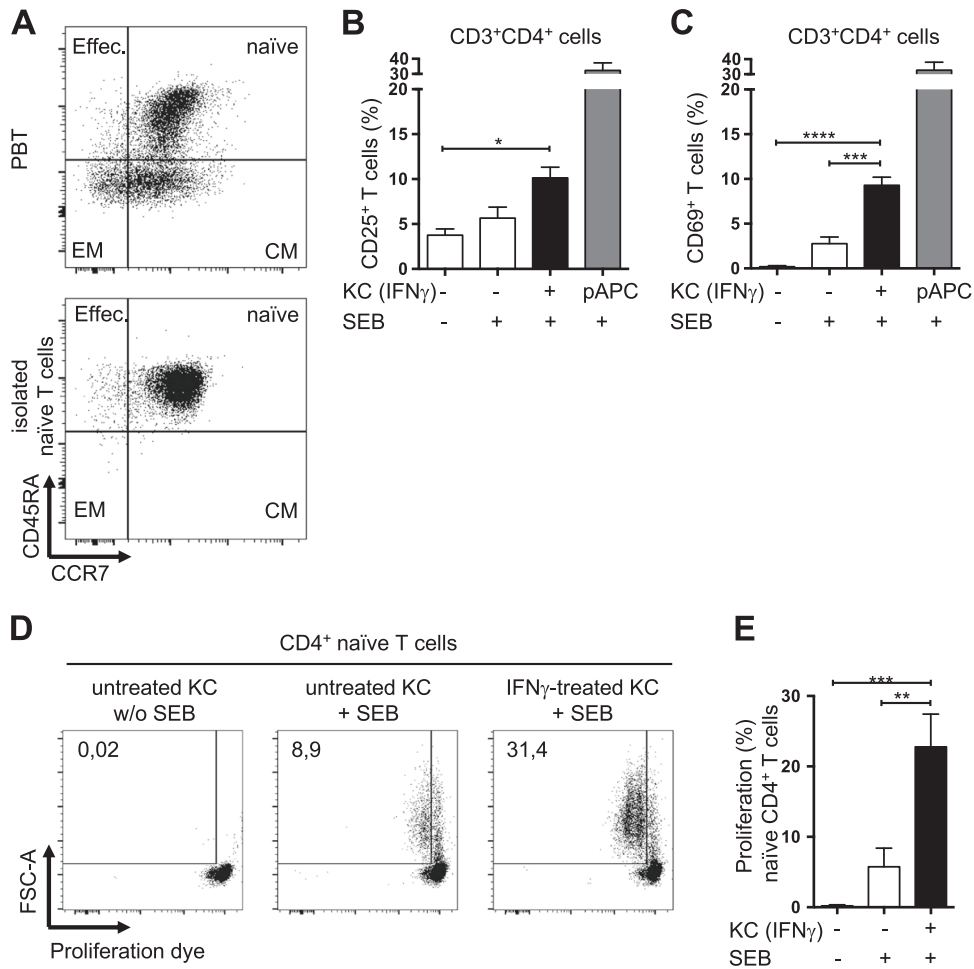 A
Effec.
naïve
PBT
EM
CM
Effec.
naïve
isolated
naïve T cells
EM
CM
CD45RA
CCR7
B
CD3⁺CD4⁺ cells
CD25⁺ T cells (%)
40
30
20
15
10
5
0
*
KC (IFNγ) - - + pAPC
SEB - + + +
C
CD3⁺CD4⁺ cells
CD69⁺ T cells (%)
40
30
20
15
10
5
0
****
***
KC (IFNγ) - - + pAPC
SEB - + + +
D
CD4⁺ naïve T cells
untreated KC
w/o SEB
untreated KC
+ SEB
IFNγ-treated KC
+ SEB
0,02
8,9
31,4
FSC-A
Proliferation dye
E
Proliferation (%)
naïve CD4⁺ T cells
30
20
10
0
***
**
KC (IFNγ) - - +
SEB - + +